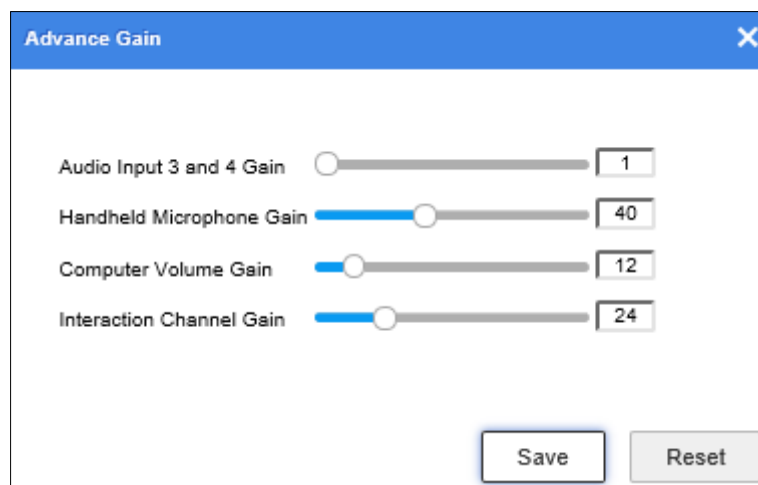 Advance Gain
Audio Input 3 and 4 Gain 1
Handheld Microphone Gain 40
Computer Volume Gain 12
Interaction Channel Gain 24
Save Reset